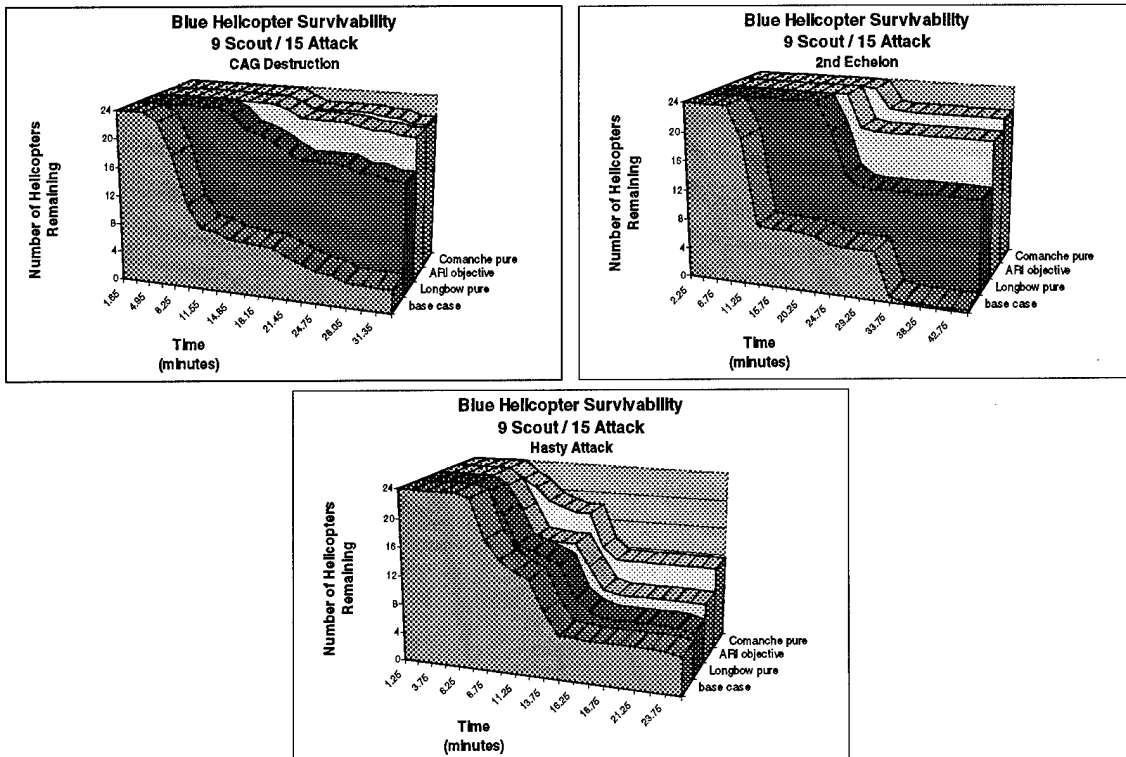 Blue Helicopter Survivability
9 Scout / 15 Attack
CAG Destruction
Number of Helicopters
Remaining
24
20
16
12
8
4
0
1.65
4.95
8.25
11.55
14.85
18.15
21.45
24.75
28.05
31.35
Time
(minutes)
Comanche pure
ARI objective
Longbow pure
base case
Blue Helicopter Survivability
9 Scout / 15 Attack
2nd Echelon
Number of Helicopters
Remaining
24
20
16
12
8
4
0
2.25
6.75
11.25
15.75
20.25
24.75
29.25
33.75
38.25
42.75
Time
(minutes)
Comanche pure
ARI objective
Longbow pure
base case
Blue Helicopter Survivability
9 Scout / 15 Attack
Hasty Attack
Number of Helicopters
Remaining
24
20
16
12
8
4
0
1.25
3.75
6.25
8.75
11.25
13.75
16.25
18.75
21.25
23.75
Time
(minutes)
Comanche pure
ARI objective
Longbow pure
base case